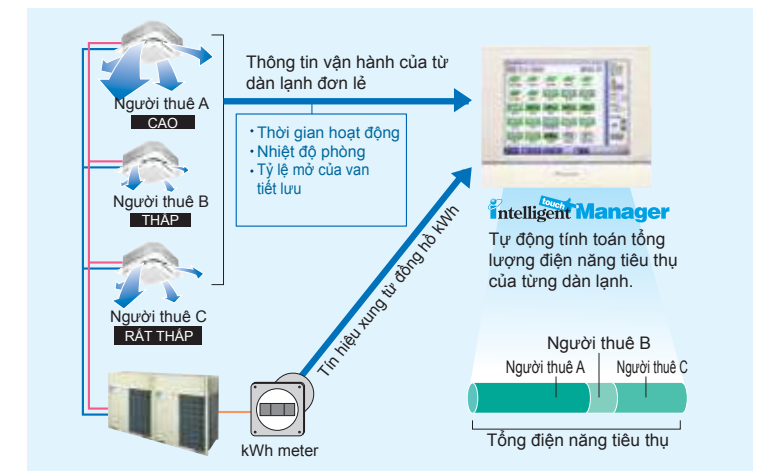 Thông tin vận hành của từ
dàn lạnh đơn lẻ
Người thuê A
CAO
• Thời gian hoạt động
• Nhiệt độ phòng
• Tỷ lệ mở của van
tiết lưu
Người thuê B
THẤP
Người thuê C
RẤT THẤP
Tín hiệu xung từ đồng hồ kWh
kWh meter
intelligent touch Manager
Tự động tính toán tổng
lượng điện năng tiêu thụ
của từng dàn lạnh.
Người thuê B
Người thuê A
Người thuê C
Tổng điện năng tiêu thụ